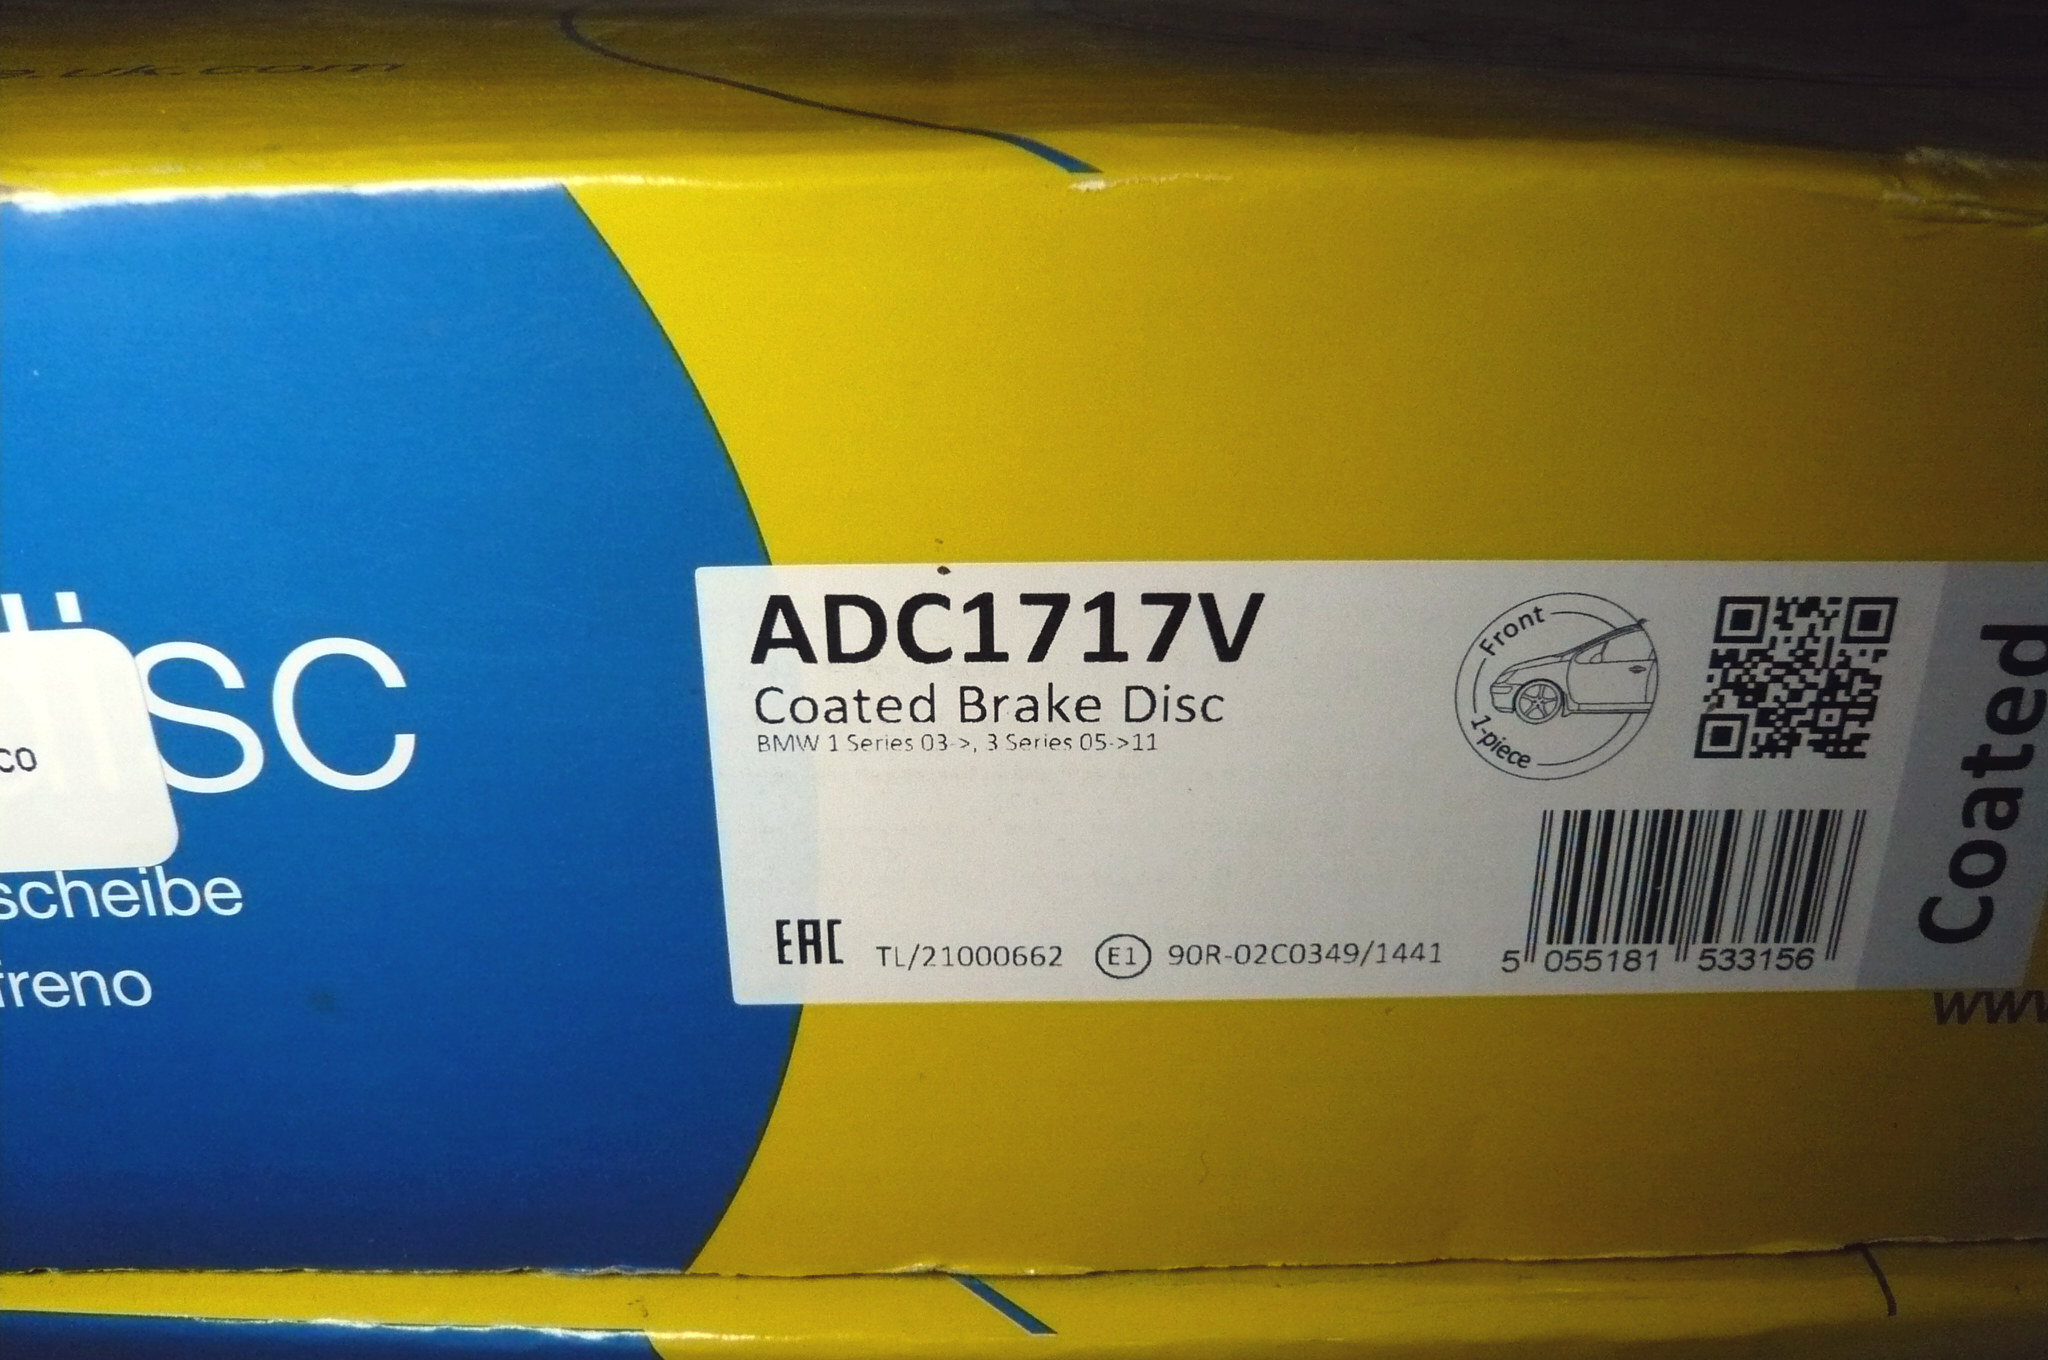 .uk.com
SC
co
scheibe
freno
ADC1717V
Coated Brake Disc
BMW 1 Series 03->, 3 Series 05->11
Front
1-piece
EAC TL/21000662 E1 90R-02C0349/1441
5 055181 533156
Coated
www